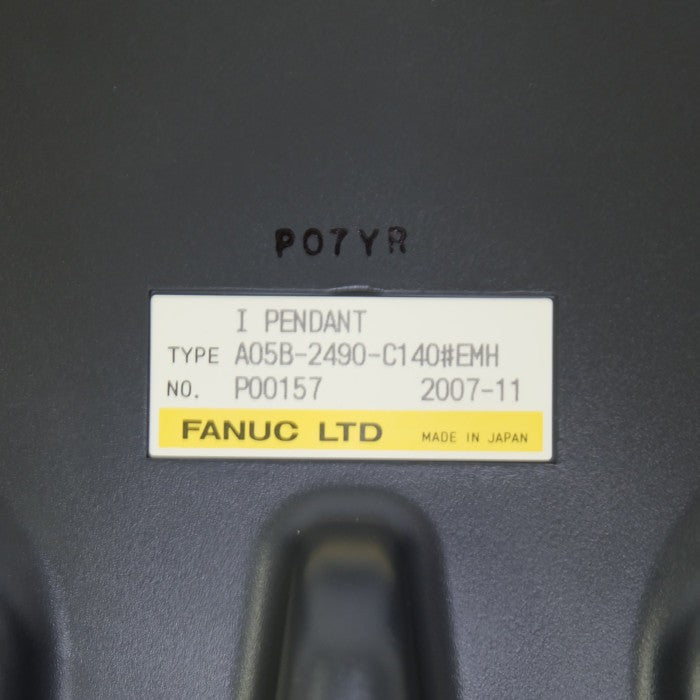 P07YR
I PENDANT
TYPE A05B-2490-C140#EMH
NO. P00157 2007-11
FANUC LTD MADE IN JAPAN